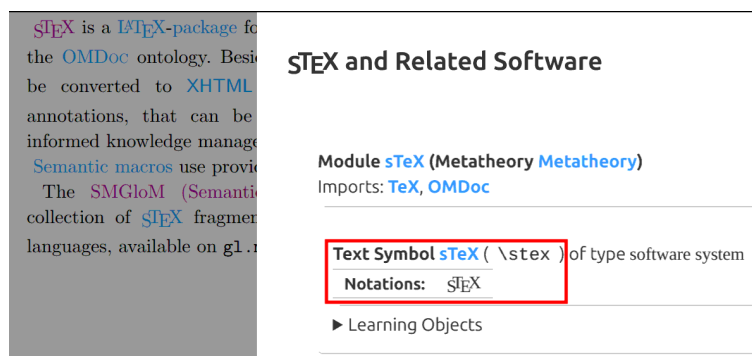 sTeX is a LaTeX-package fo
the OMDoc ontology. Besi
be converted to XHTML
annotations, that can be
informed knowledge manage
Semantic macros use provi
The SMGloM (Semanti
collection of sTeX fragmen
languages, available on gl.
sTeX and Related Software
Module sTeX (Metatheory Metatheory)
Imports: TeX, OMDoc
Text Symbol sTeX ( \stex ) of type software system
Notations: sTeX
▶ Learning Objects